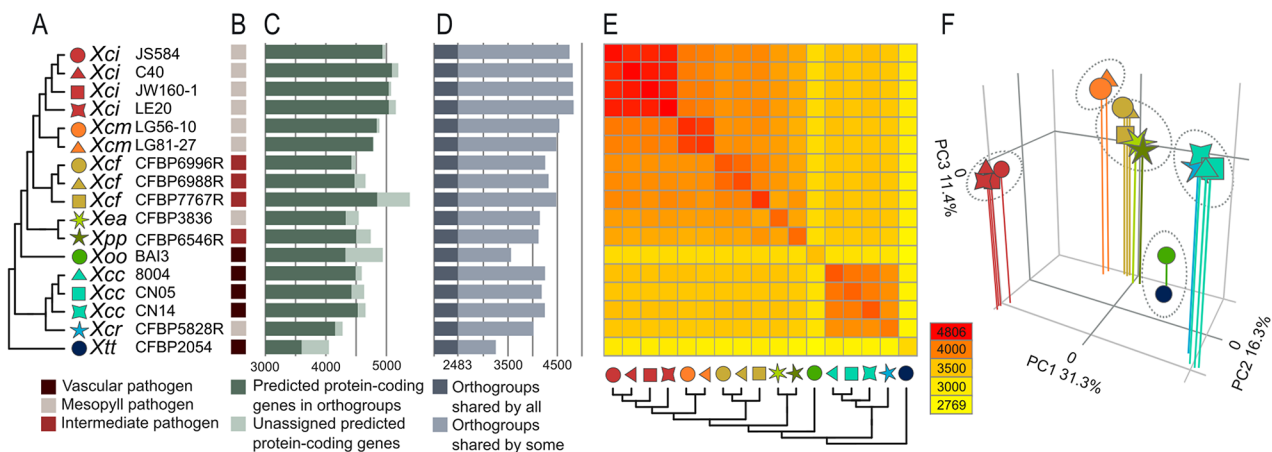 A B C D E F
Xci JS584
Xci C40
Xci JW160-1
Xci LE20
Xcm LG56-10
Xcm LG81-27
Xcf CFBP6996R
Xcf CFBP6988R
Xcf CFBP7767R
Xea CFBP3836
Xpp CFBP6546R
Xoo BAI3
Xcc 8004
Xcc CN05
Xcc CN14
Xcr CFBP5828R
Xtt CFBP2054
3000 4000 5000
2483 3500 4500
Vascular pathogen
Mesopyll pathogen
Intermediate pathogen
Predicted protein-coding
genes in orthogroups
Unassigned predicted
protein-coding genes
Orthogroups
shared by all
Orthogroups
shared by some
4806
4000
3500
3000
2769
PC3 11.4%
0
PC1 31.3%
0
PC2 16.3%
0